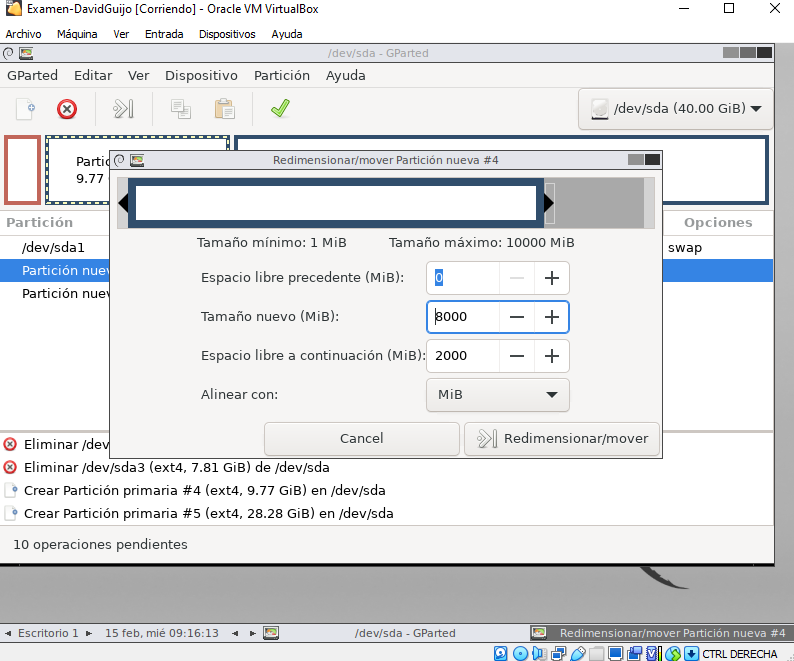 Examen-DavidGuijo [Corriendo] - Oracle VM VirtualBox
Archivo Máquina Ver Entrada Dispositivos Ayuda
/dev/sda - GParted
GParted Editar Ver Dispositivo Partición Ayuda
/dev/sda (40.00 GiB)
Partic
9.77
Redimensionar/mover Partición nueva #4
Tamaño mínimo: 1 MiB Tamaño máximo: 10000 MiB
Espacio libre precedente (MiB): 0
Tamaño nuevo (MiB): 8000
Espacio libre a continuación (MiB): 2000
Alinear con: MiB
Cancel Redimensionar/mover
Partición Opciones
/dev/sda1 swap
Partición nuev
Partición nuev
Eliminar /dev
Eliminar /dev/sda3 (ext4, 7.81 GiB) de /dev/sda
Crear Partición primaria #4 (ext4, 9.77 GiB) en /dev/sda
Crear Partición primaria #5 (ext4, 28.28 GiB) en /dev/sda
10 operaciones pendientes
Escritorio 1 15 feb, mié 09:16:13 /dev/sda - GParted Redimensionar/mover Partición nueva #4
CTRL DERECHA